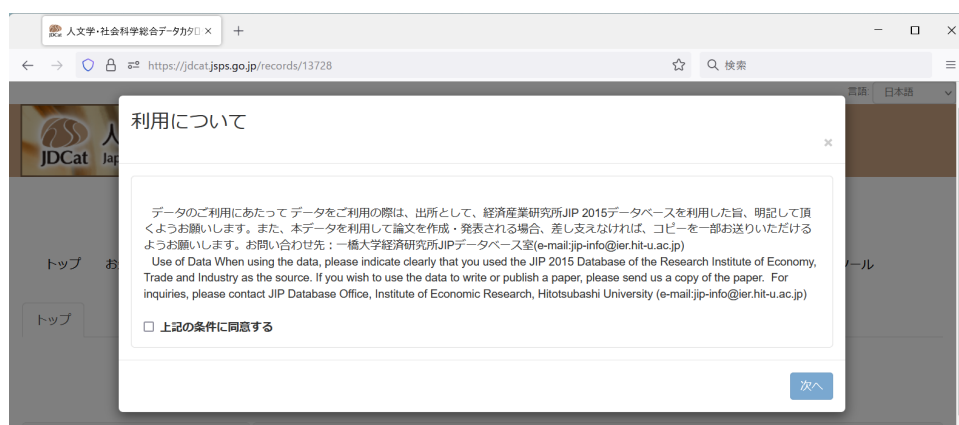 人文学・社会科学総合データカタロ
https://jdcat.jsps.go.jp/records/13728
検索
言語: 日本語
JDCat Jap
利用について
データのご利用にあたって データをご利用の際は、出所として、経済産業研究所JIP 2015データベースを利用した旨、明記して頂
くようお願いします。また、本データを利用して論文を作成・発表される場合、差し支えなければ、コピーを一部お送りいただける
ようお願いします。お問い合わせ先：一橋大学経済研究所JIPデータベース室(e-mail:jip-info@ier.hit-u.ac.jp)
Use of Data When using the data, please indicate clearly that you used the JIP 2015 Database of the Research Institute of Economy,
Trade and Industry as the source. If you wish to use the data to write or publish a paper, please send us a copy of the paper. For
inquiries, please contact JIP Database Office, Institute of Economic Research, Hitotsubashi University (e-mail:jip-info@ier.hit-u.ac.jp)
上記の条件に同意する
次へ
トップ お
ール
トップ